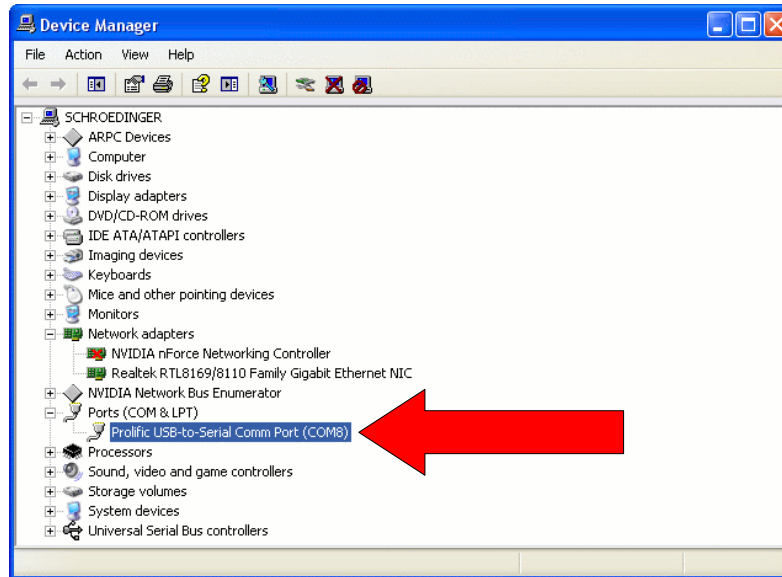 Device Manager
File Action View Help
SCHROEDINGER
ARPC Devices
Computer
Disk drives
Display adapters
DVD/CD-ROM drives
IDE ATA/ATAPI controllers
Imaging devices
Keyboards
Mice and other pointing devices
Monitors
Network adapters
NVIDIA nForce Networking Controller
Realtek RTL8169/8110 Family Gigabit Ethernet NIC
NVIDIA Network Bus Enumerator
Ports (COM & LPT)
Prolific USB-to-Serial Comm Port (COM8)
Processors
Sound, video and game controllers
Storage volumes
System devices
Universal Serial Bus controllers